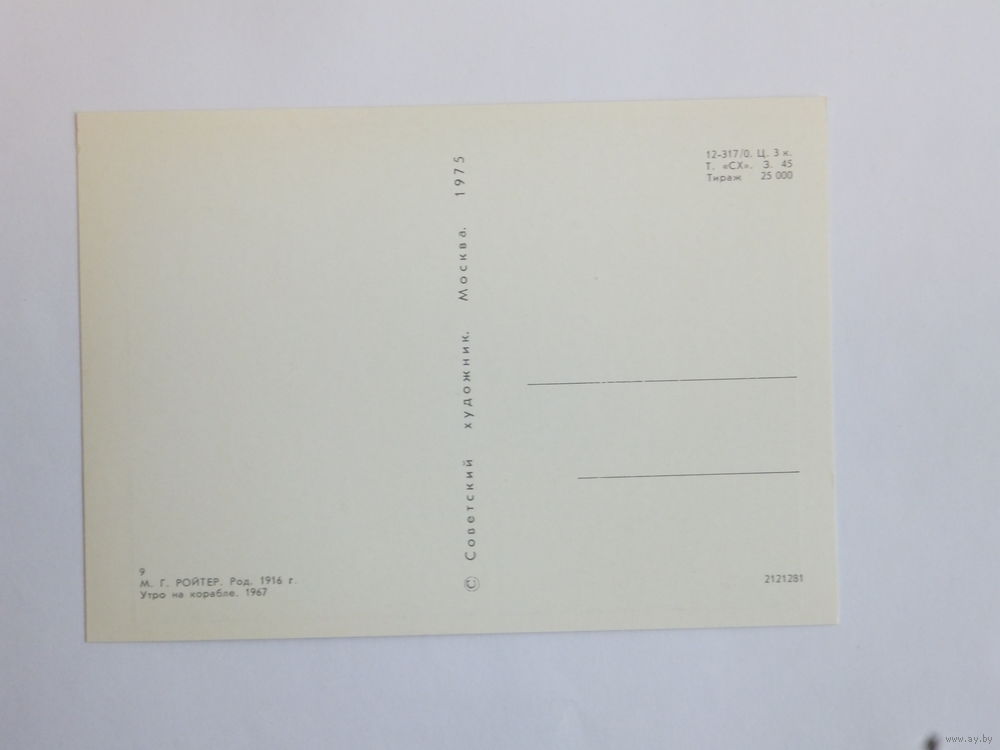 12-317/0. Ц. 3 к.
Т. «СХ». З. 45
Тираж 25 000
© Советский художник. Москва. 1975
9
М. Г. РОЙТЕР. Род. 1916 г.
Утро на корабле. 1967
2121281
www.ay.by